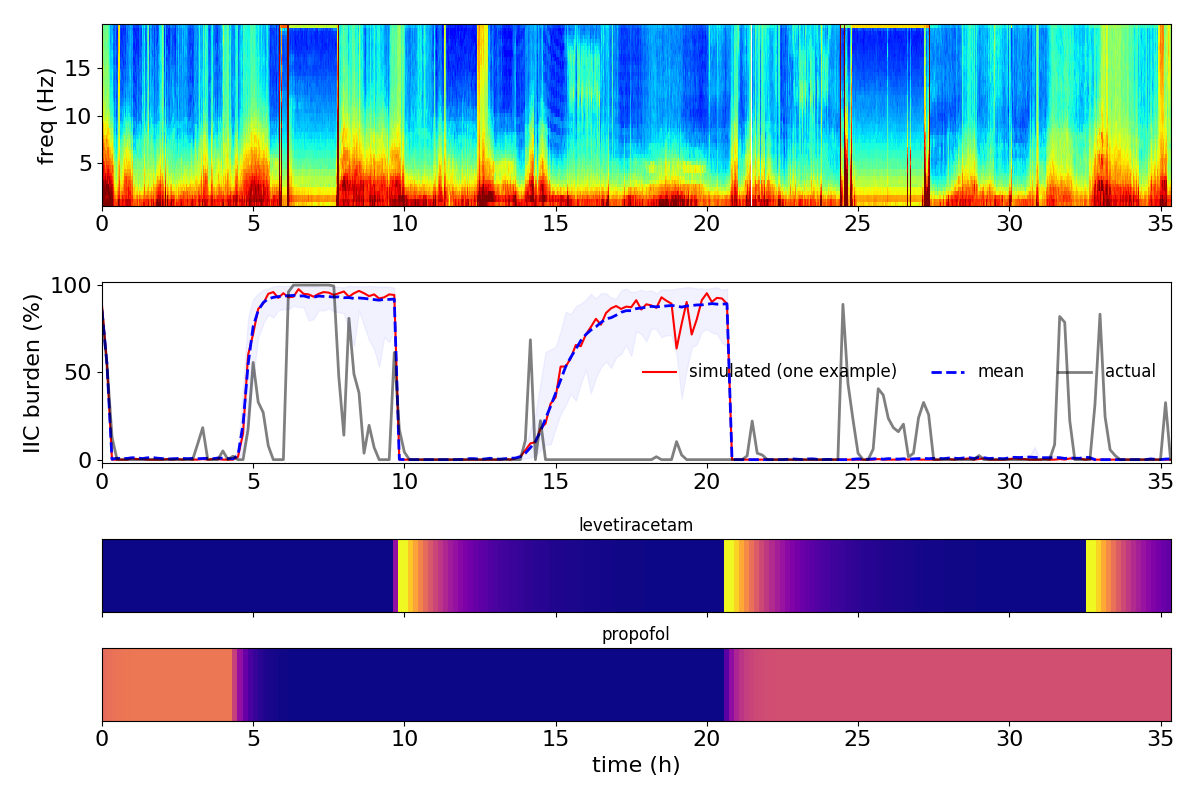 freq (Hz)
15
10
5
0 5 10 15 20 25 30 35
IIC burden (%)
100
50
0
simulated (one example) mean actual
0 5 10 15 20 25 30 35
levetiracetam
propofol
0 5 10 15 20 25 30 35
time (h)